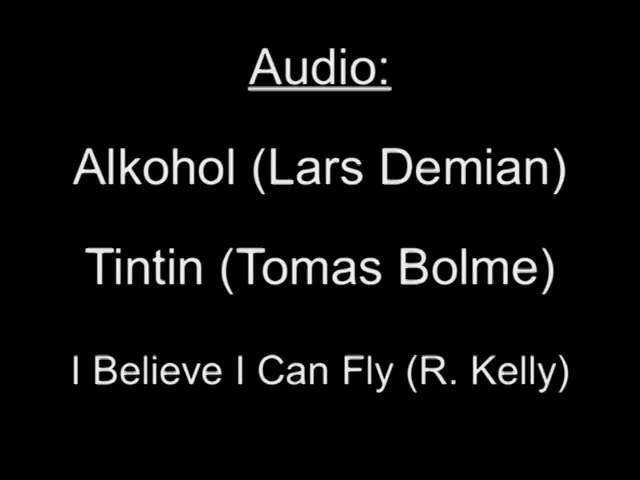 Audio:
Alkohol (Lars Demian)
Tintin (Tomas Bolme)
I Believe I Can Fly (R. Kelly)